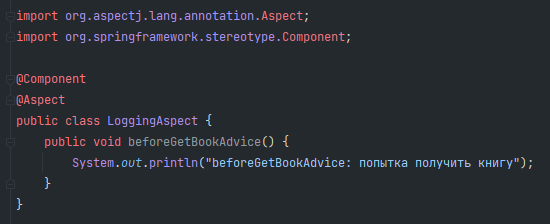 import org.aspectj.lang.annotation.Aspect;
import org.springframework.stereotype.Component;
@Component
@Aspect
public class LoggingAspect {
public void beforeGetBookAdvice() {
System.out.println("beforeGetBookAdvice: попытка получить книгу");
}
}